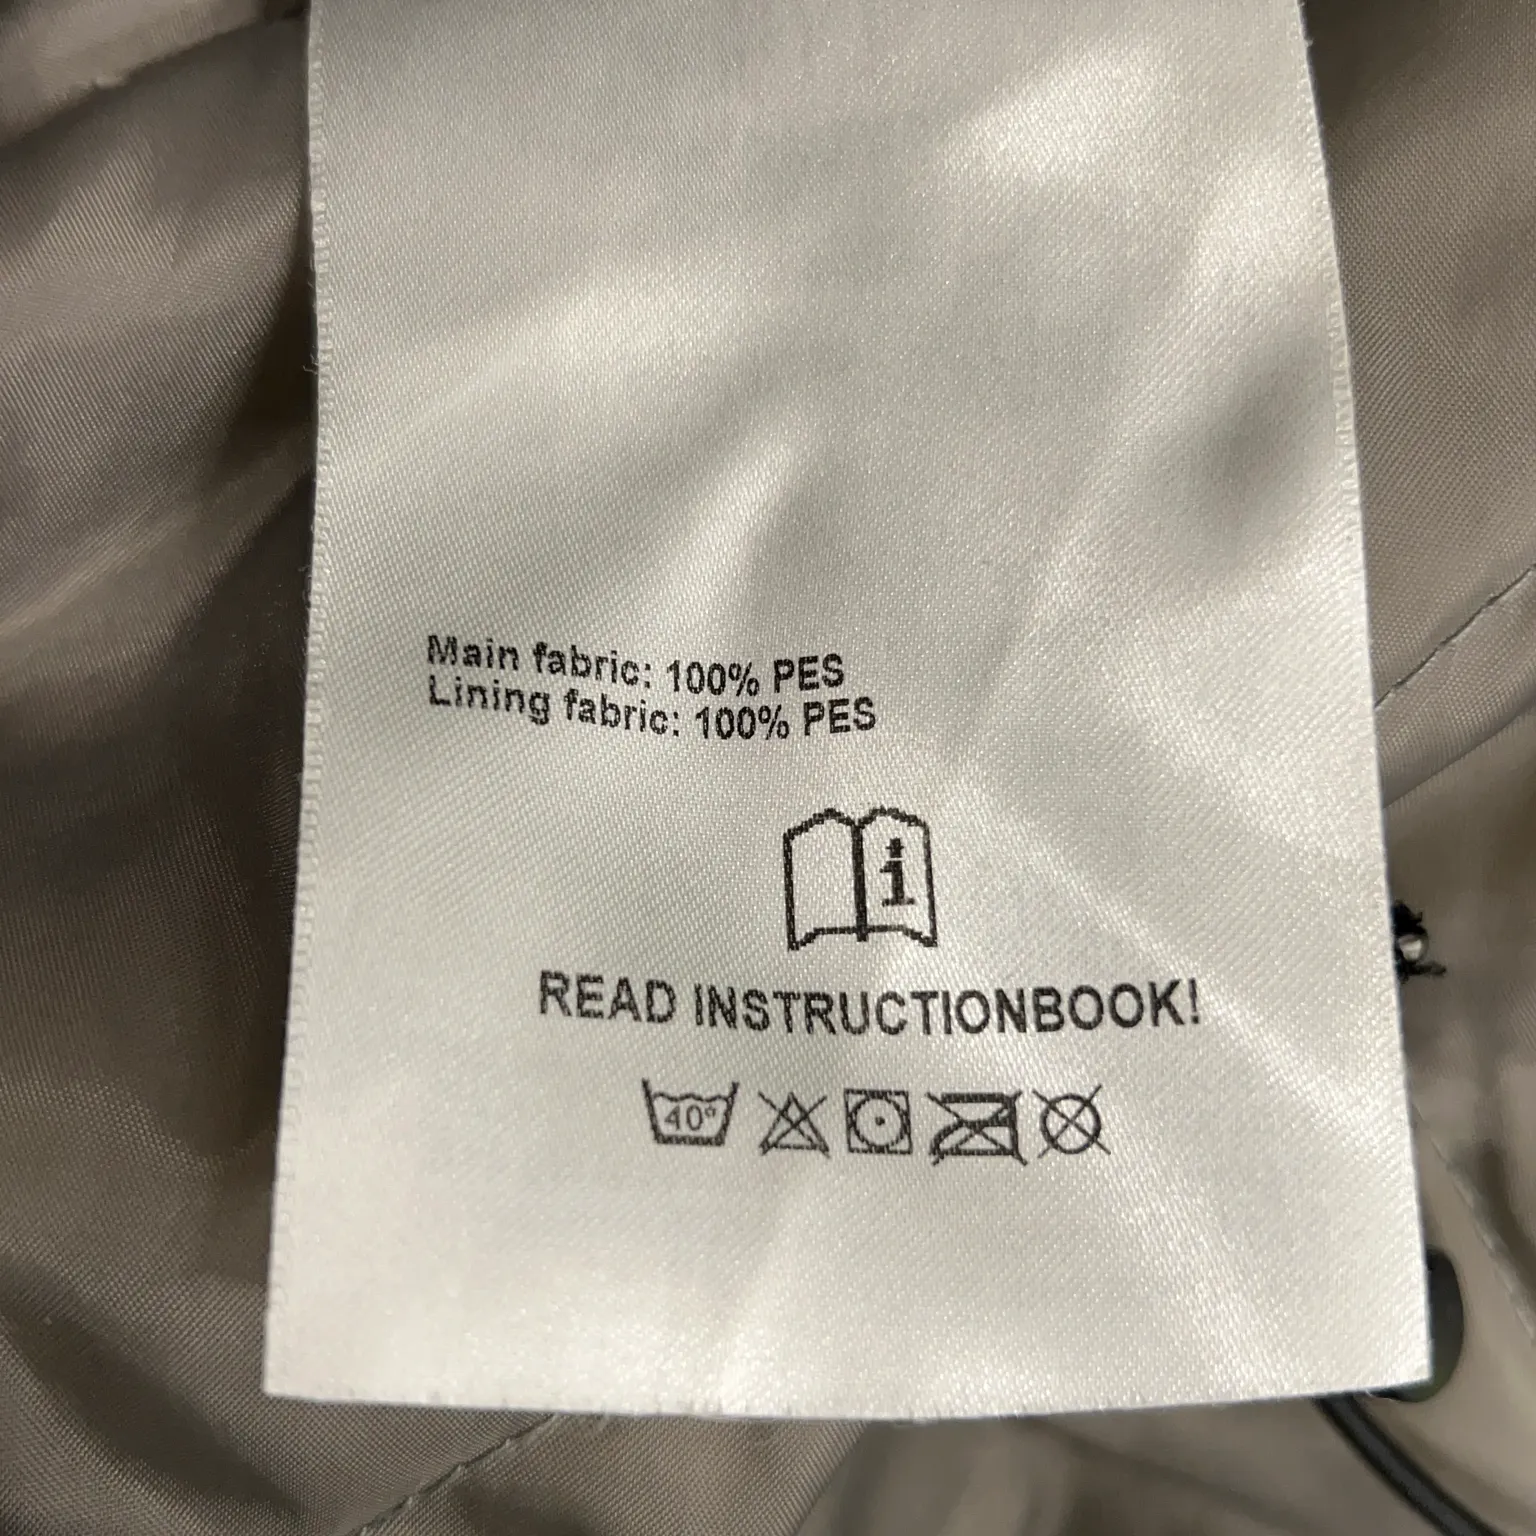 Main fabric: 100% PES
Lining fabric: 100% PES
i
READ INSTRUCTIONBOOK!
40°